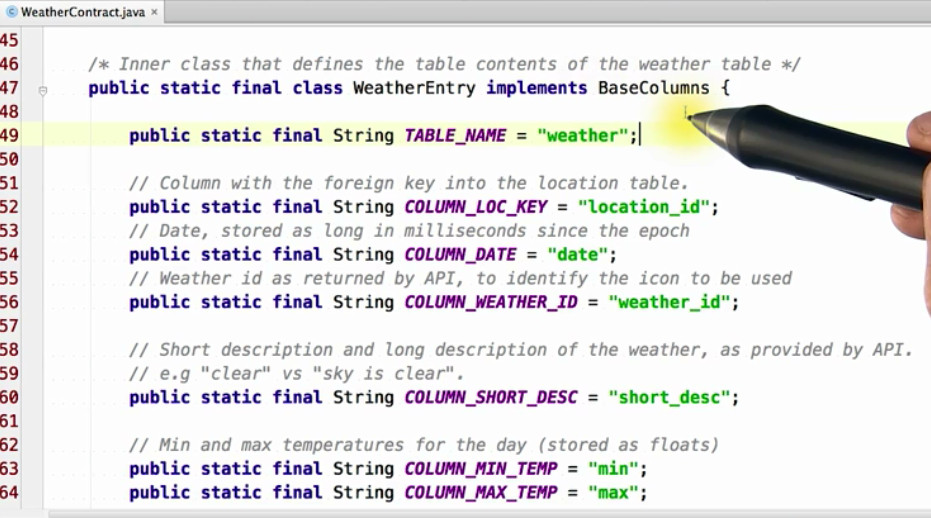 WeatherContract.java ×
45
46 /* Inner class that defines the table contents of the weather table */
47 public static final class WeatherEntry implements BaseColumns {
48
49 public static final String TABLE_NAME = "weather";
50
51 // Column with the foreign key into the location table.
52 public static final String COLUMN_LOC_KEY = "location_id";
53 // Date, stored as long in milliseconds since the epoch
54 public static final String COLUMN_DATE = "date";
55 // Weather id as returned by API, to identify the icon to be used
56 public static final String COLUMN_WEATHER_ID = "weather_id";
57
58 // Short description and long description of the weather, as provided by API.
59 // e.g "clear" vs "sky is clear".
60 public static final String COLUMN_SHORT_DESC = "short_desc";
61
62 // Min and max temperatures for the day (stored as floats)
63 public static final String COLUMN_MIN_TEMP = "min";
64 public static final String COLUMN_MAX_TEMP = "max";